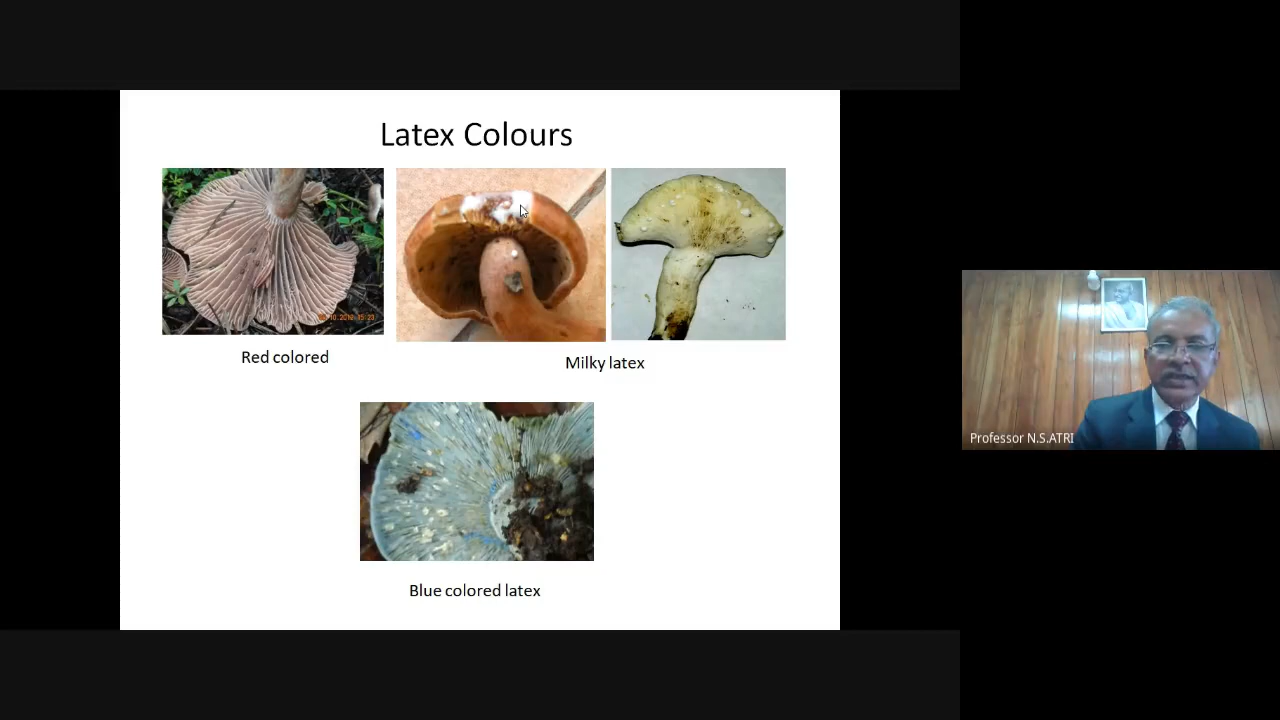 Latex Colours
Red colored
Milky latex
Blue colored latex
Professor N.S.ATRI